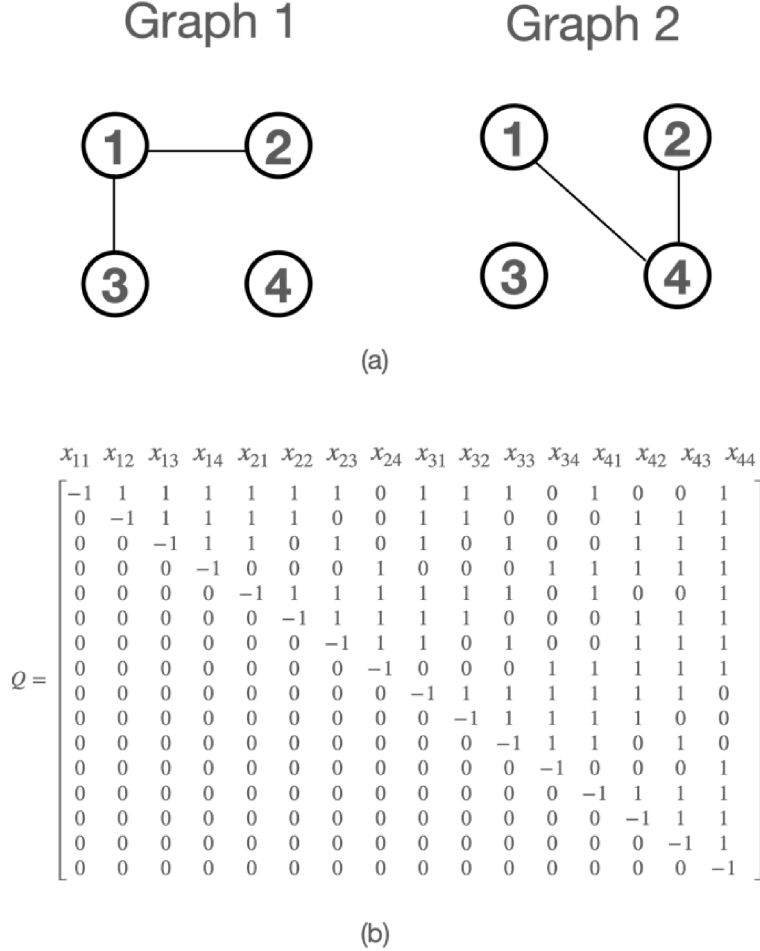 Graph 1 Graph 2
1 2 1 2
3 4 3 4
(a)
x11 x12 x13 x14 x21 x22 x23 x24 x31 x32 x33 x34 x41 x42 x43 x44
−1 1 1 1 1 1 1 0 1 1 1 0 1 0 0 1
0 −1 1 1 1 1 0 0 1 1 0 0 0 1 1 1
0 0 −1 1 1 0 1 0 1 0 1 0 0 1 1 1
0 0 0 −1 0 0 0 1 0 0 0 1 1 1 1 1
0 0 0 0 −1 1 1 1 1 1 1 0 1 0 0 1
0 0 0 0 0 −1 1 1 1 1 0 0 0 1 1 1
0 0 0 0 0 0 −1 1 1 0 1 0 0 1 1 1
Q = 0 0 0 0 0 0 0 −1 0 0 0 1 1 1 1 1
0 0 0 0 0 0 0 0 −1 1 1 1 1 1 1 0
0 0 0 0 0 0 0 0 0 −1 1 1 1 1 0 0
0 0 0 0 0 0 0 0 0 0 −1 1 1 0 1 0
0 0 0 0 0 0 0 0 0 0 0 −1 0 0 0 1
0 0 0 0 0 0 0 0 0 0 0 0 −1 1 1 1
0 0 0 0 0 0 0 0 0 0 0 0 0 −1 1 1
0 0 0 0 0 0 0 0 0 0 0 0 0 0 −1 1
0 0 0 0 0 0 0 0 0 0 0 0 0 0 0 −1
(b)